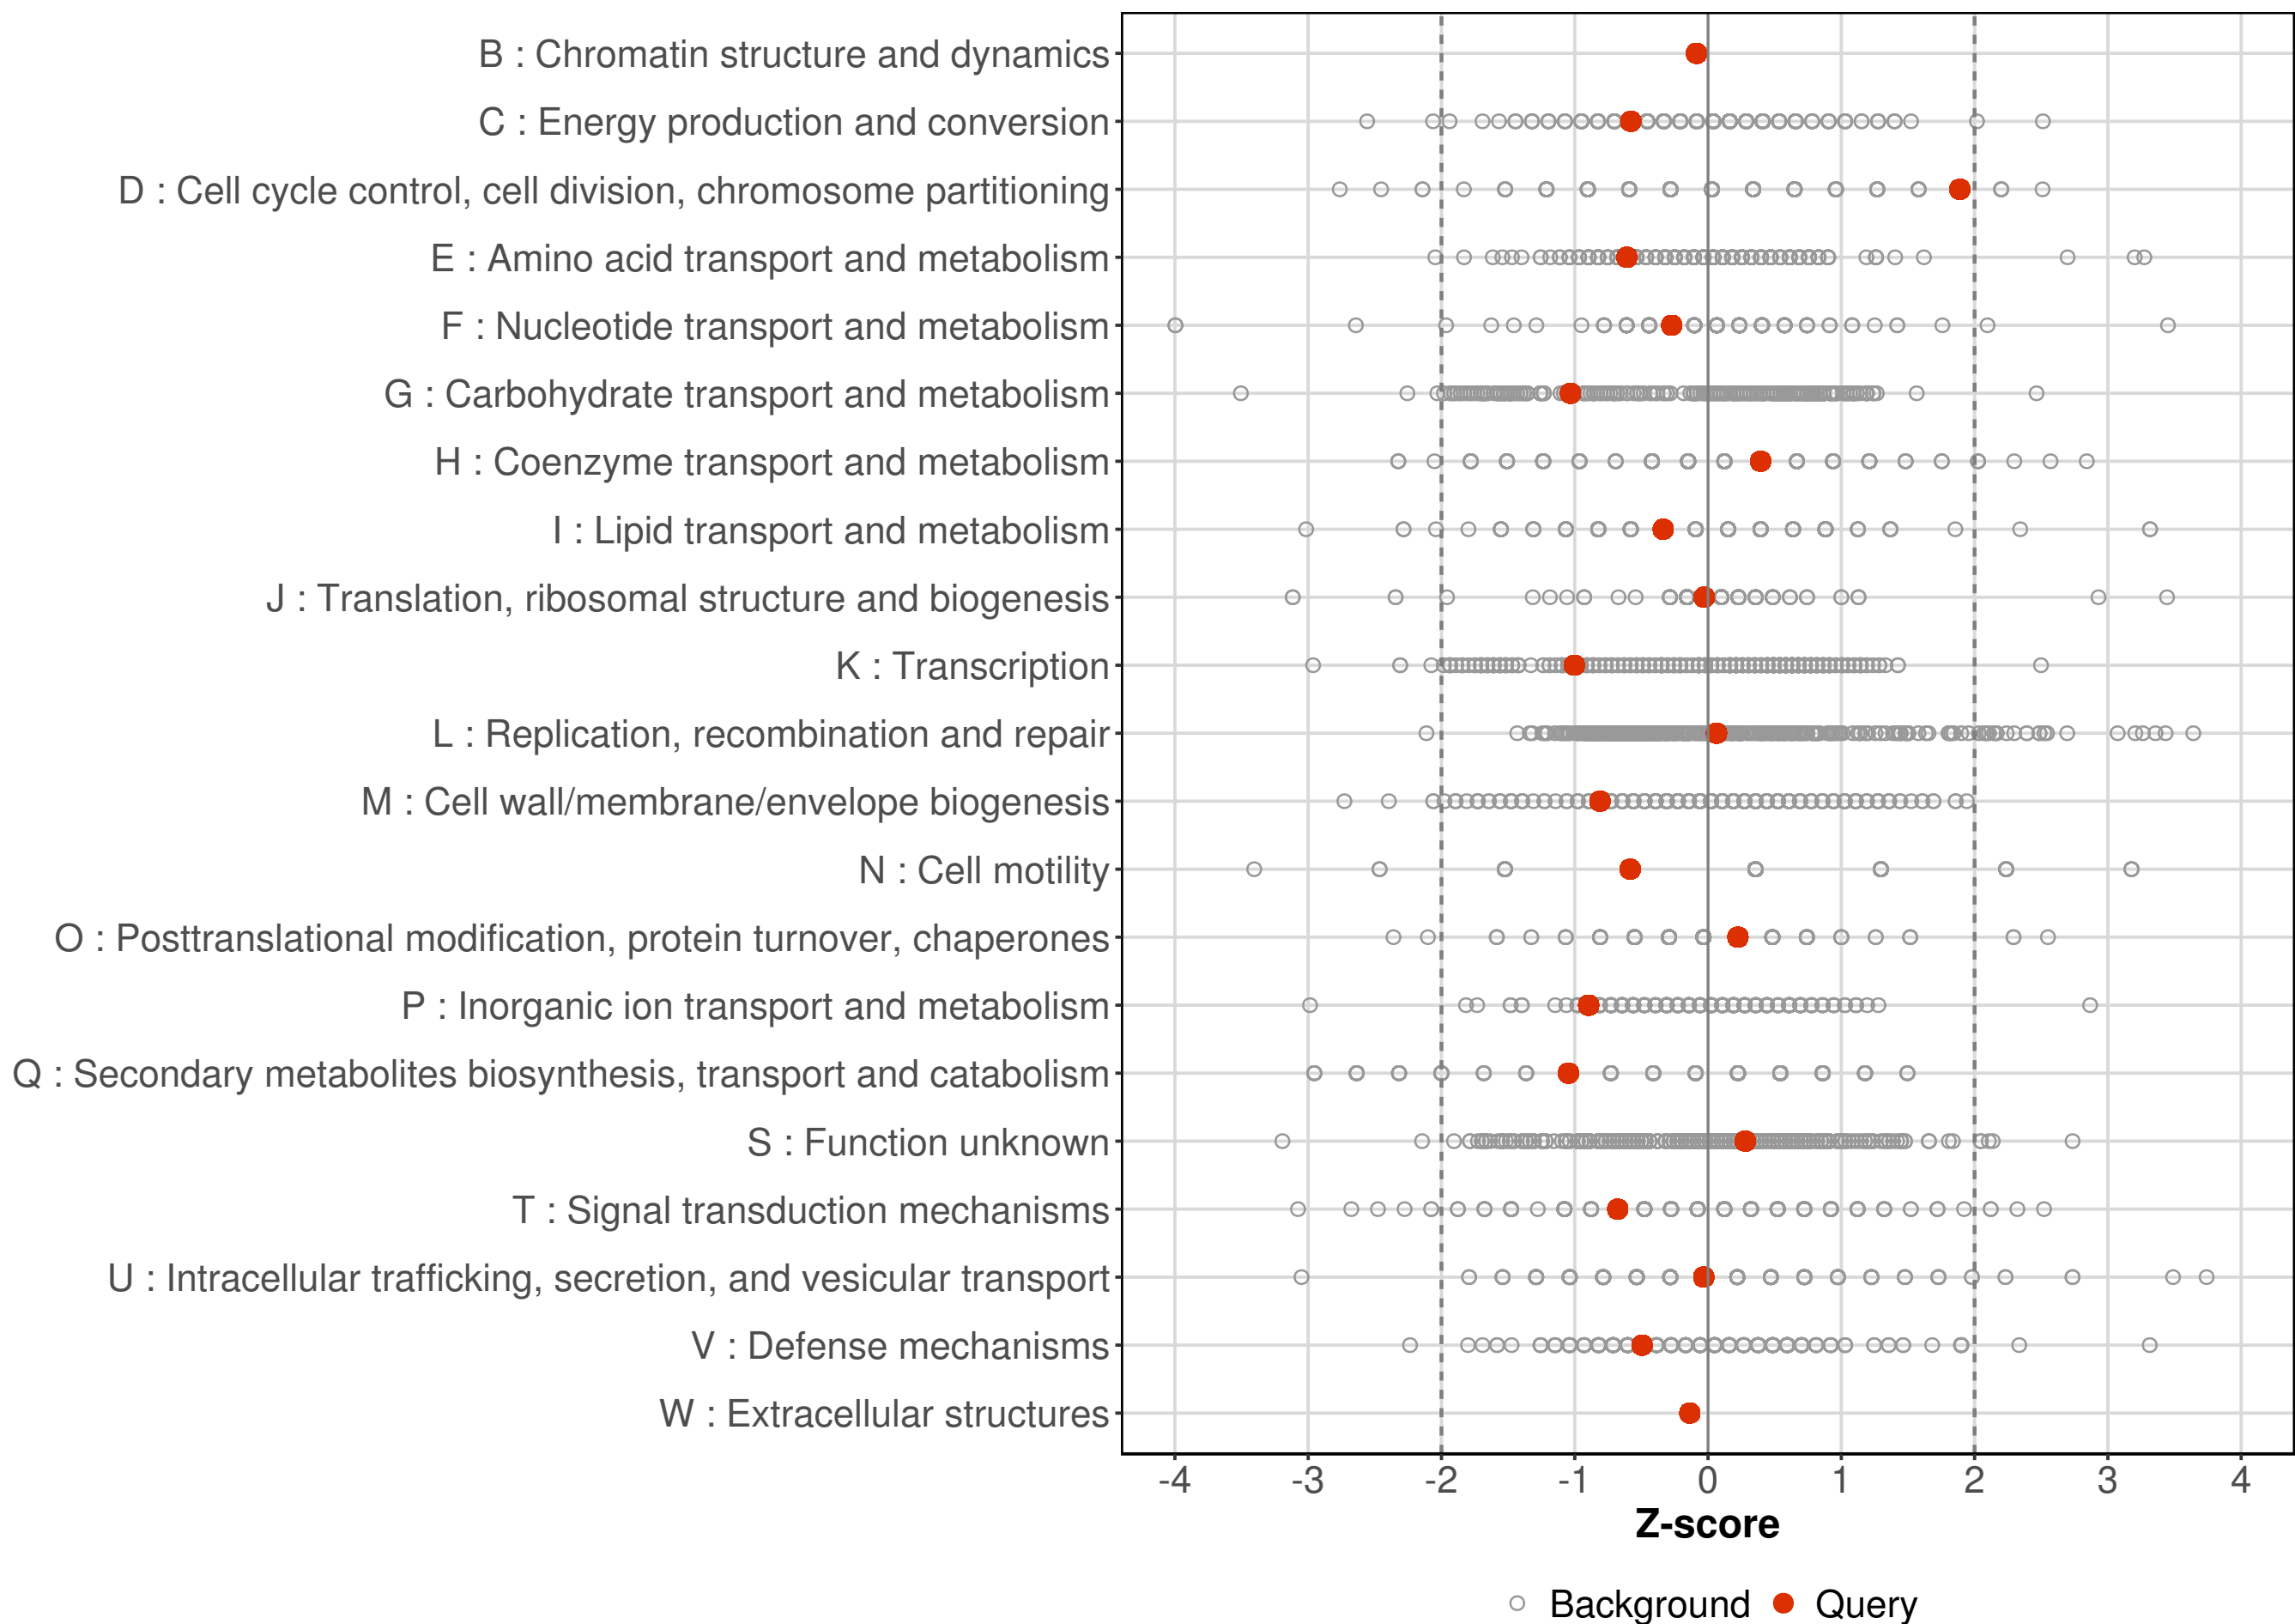 B : Chromatin structure and dynamics
C : Energy production and conversion
D : Cell cycle control, cell division, chromosome partitioning
E : Amino acid transport and metabolism
F : Nucleotide transport and metabolism
G : Carbohydrate transport and metabolism
H : Coenzyme transport and metabolism
I : Lipid transport and metabolism
J : Translation, ribosomal structure and biogenesis
K : Transcription
L : Replication, recombination and repair
M : Cell wall/membrane/envelope biogenesis
N : Cell motility
O : Posttranslational modification, protein turnover, chaperones
P : Inorganic ion transport and metabolism
Q : Secondary metabolites biosynthesis, transport and catabolism
S : Function unknown
T : Signal transduction mechanisms
U : Intracellular trafficking, secretion, and vesicular transport
V : Defense mechanisms
W : Extracellular structures
-4 -3 -2 -1 0 1 2 3 4
Z-score
Background Query